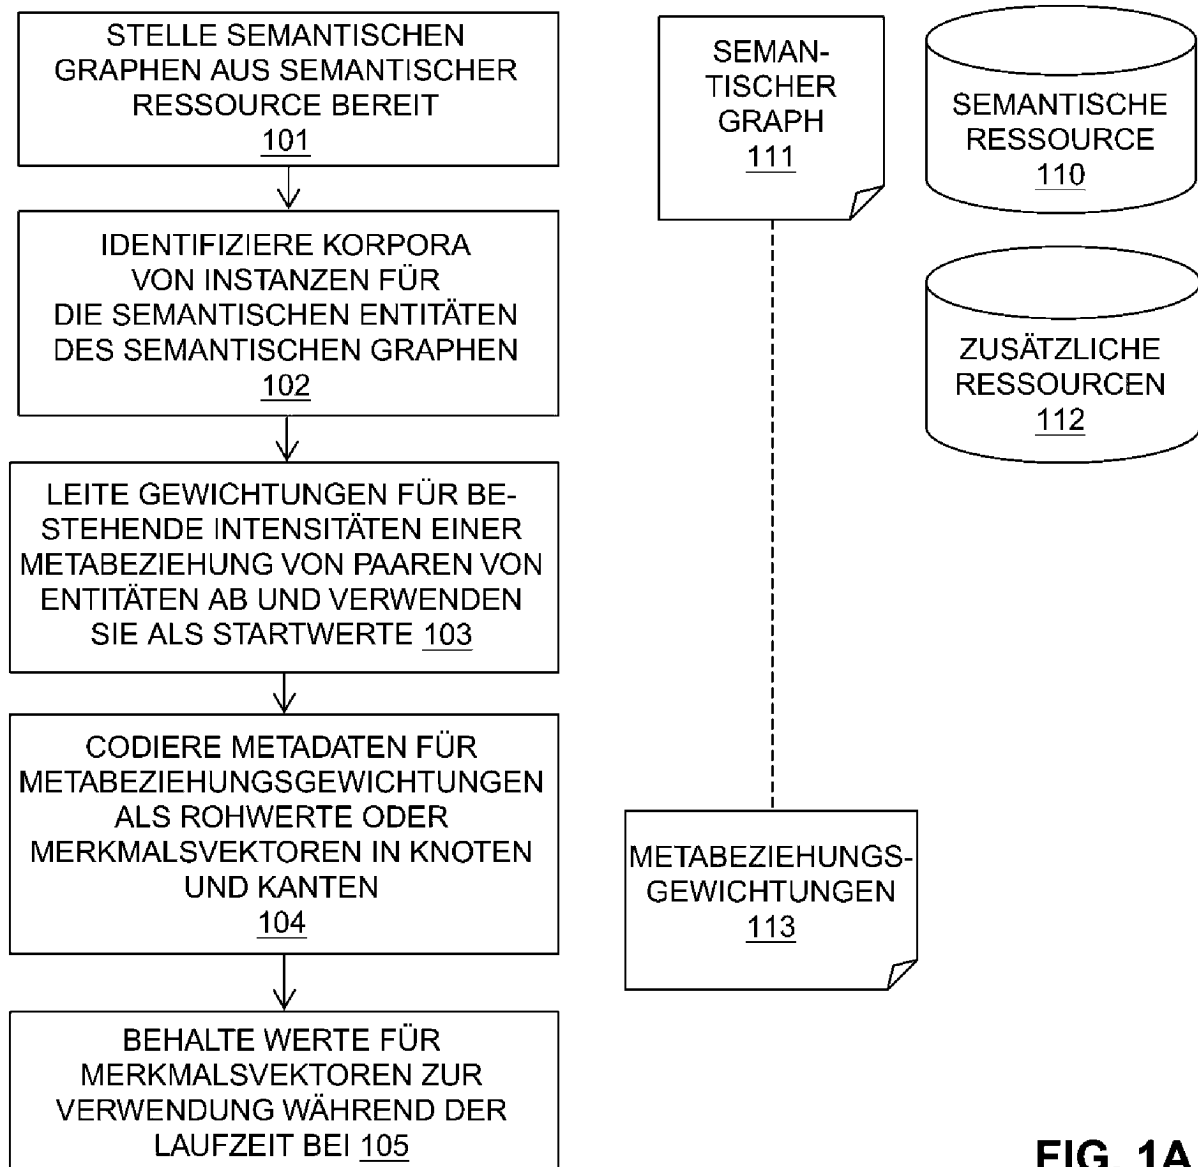 STELLE SEMANTISCHEN
GRAPHEN AUS SEMANTISCHER
RESSOURCE BEREIT
101
IDENTIFIZIERE KORPORA
VON INSTANZEN FÜR
DIE SEMANTISCHEN ENTITÄTEN
DES SEMANTISCHEN GRAPHEN
102
LEITE GEWICHTUNGEN FÜR BE-
STEHENDE INTENSITÄTEN EINER
METABEZIEHUNG VON PAAREN VON
ENTITÄTEN AB UND VERWENDEN
SIE ALS STARTWERTE 103
CODIERE METADATEN FÜR
METABEZIEHUNGSGEWICHTUNGEN
ALS ROHWERTE ODER
MERKMALSVEKTOREN IN KNOTEN
UND KANTEN
104
BEHALTE WERTE FÜR
MERKMALSVEKTOREN ZUR
VERWENDUNG WÄHREND DER
LAUFZEIT BEI 105
SEMAN-
TISCHER
GRAPH
111
SEMANTISCHE
RESSOURCE
110
ZUSÄTZLICHE
RESSOURCEN
112
METABEZIEHUNGS-
GEWICHTUNGEN
113
FIG. 1A